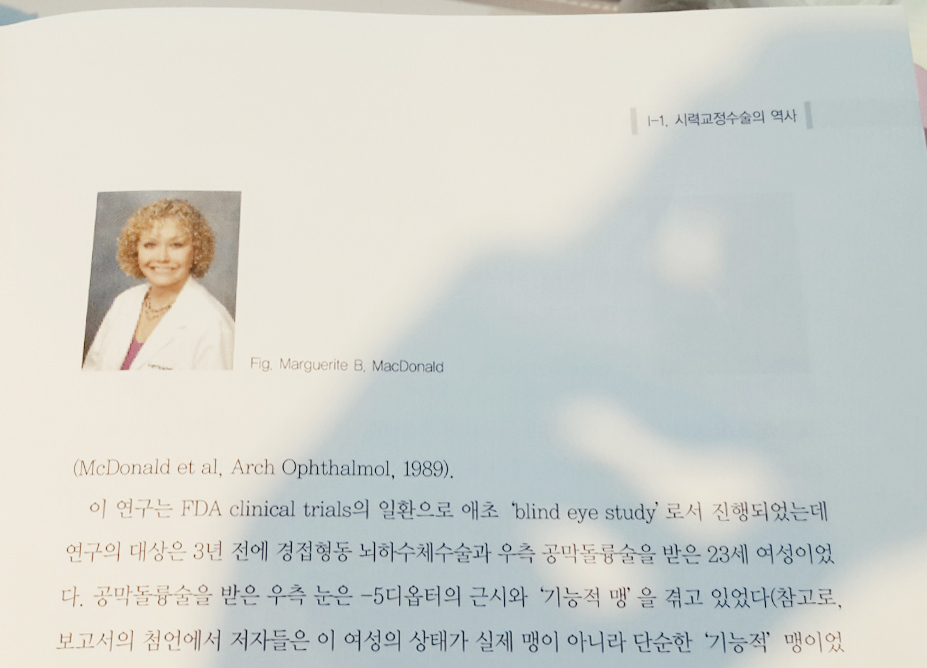 I-1. 시력교정수술의 역사
Fig. Marguerite B. MacDonald
(McDonald et al, Arch Ophthalmol, 1989).
이 연구는 FDA clinical trials의 일환으로 애초 ‘blind eye study’로서 진행되었는데
연구의 대상은 3년 전에 경접형동 뇌하수체수술과 우측 공막돌륭술을 받은 23세 여성이었
다. 공막돌륭술을 받은 우측 눈은 -5디옵터의 근시와 ‘기능적 맹’을 겪고 있었다(참고로,
보고서의 첨언에서 저자들은 이 여성의 상태가 실제 맹이 아니라 단순한 ‘기능적’ 맹이었